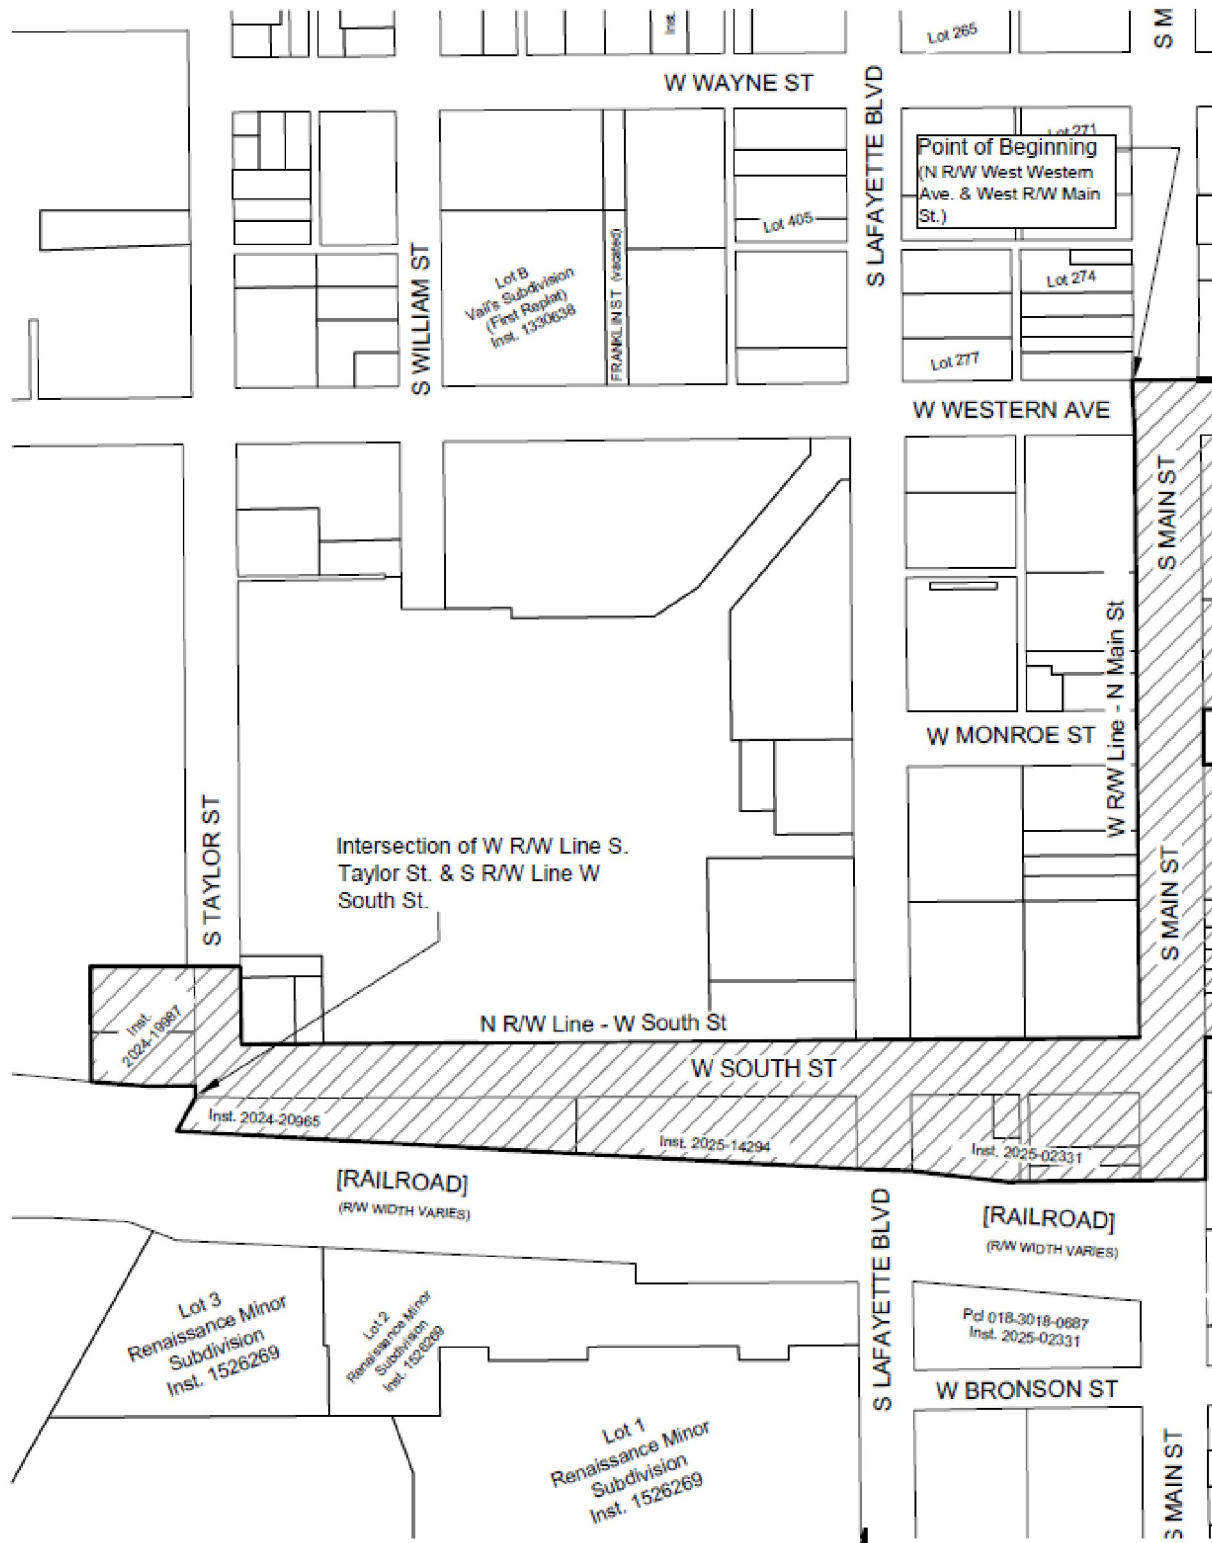 Inst.
Lot 265
S M
W WAYNE ST
S LAFAYETTE BLVD
Lot 271
Point of Beginning
(N R/W West Western
Ave. & West R/W Main
St.)
Lot 405
S WILLIAM ST
Lot B
Vail's Subdivision
(First Replat)
Inst. 1330638
FRANKLIN ST (vacated)
Lot 274
Lot 277
W WESTERN AVE
S MAIN ST
W R/W Line - N Main St
W MONROE ST
S TAYLOR ST
Intersection of W R/W Line S.
Taylor St. & S R/W Line W
South St.
S MAIN ST
Inst.
2024-19987
N R/W Line - W South St
W SOUTH ST
Inst. 2024-20965
Inst. 2025-14294
Inst. 2025-02331
[RAILROAD]
(R/W WIDTH VARIES)
[RAILROAD]
(R/W WIDTH VARIES)
S LAFAYETTE BLVD
Lot 3
Renaissance Minor
Subdivision
Inst. 1526269
Lot 2
Renaissance Minor
Subdivision
Inst. 1526269
Pcl 018-3018-0687
Inst. 2025-02331
W BRONSON ST
Lot 1
Renaissance Minor
Subdivision
Inst. 1526269
S MAIN ST